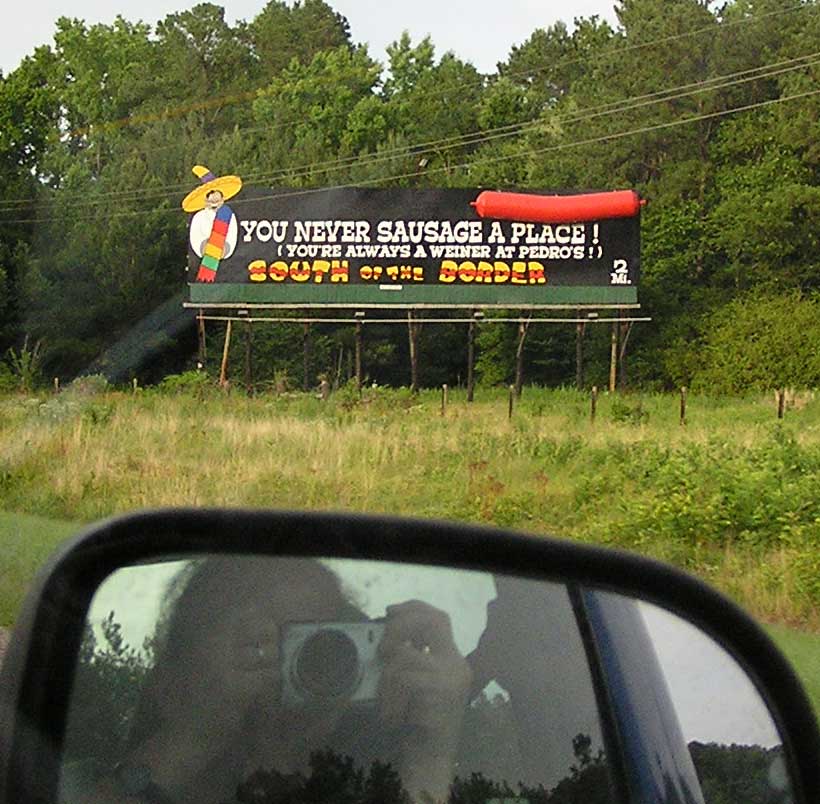 YOU NEVER SAUSAGE A PLACE !
( YOU'RE ALWAYS A WEINER AT PEDRO'S ! )
SOUTH OF THE BORDER
2
MI.